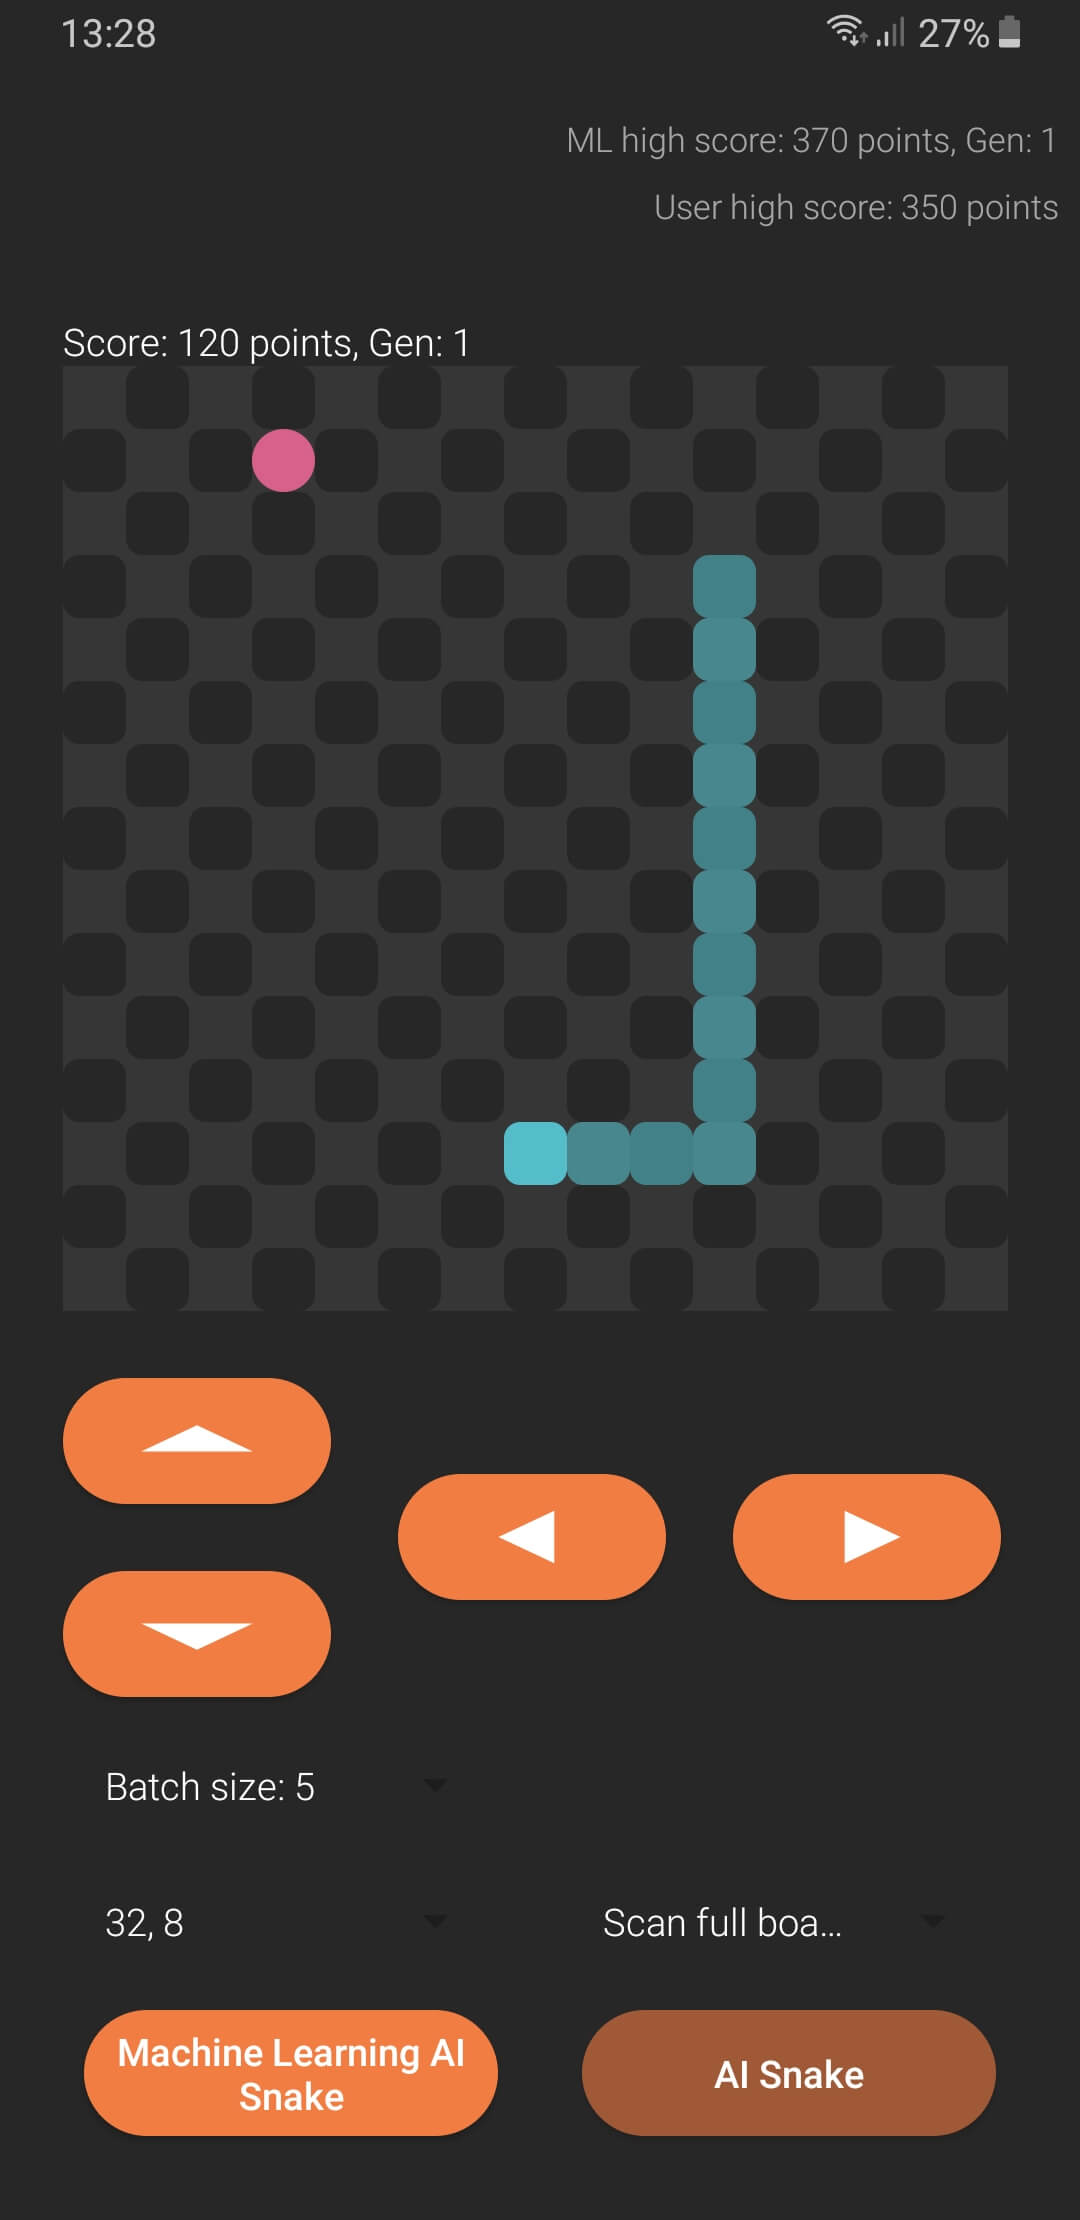 13:28
27%
ML high score: 370 points, Gen: 1
User high score: 350 points
Score: 120 points, Gen: 1
Batch size: 5
32, 8
Scan full boa...
Machine Learning AI
Snake
AI Snake